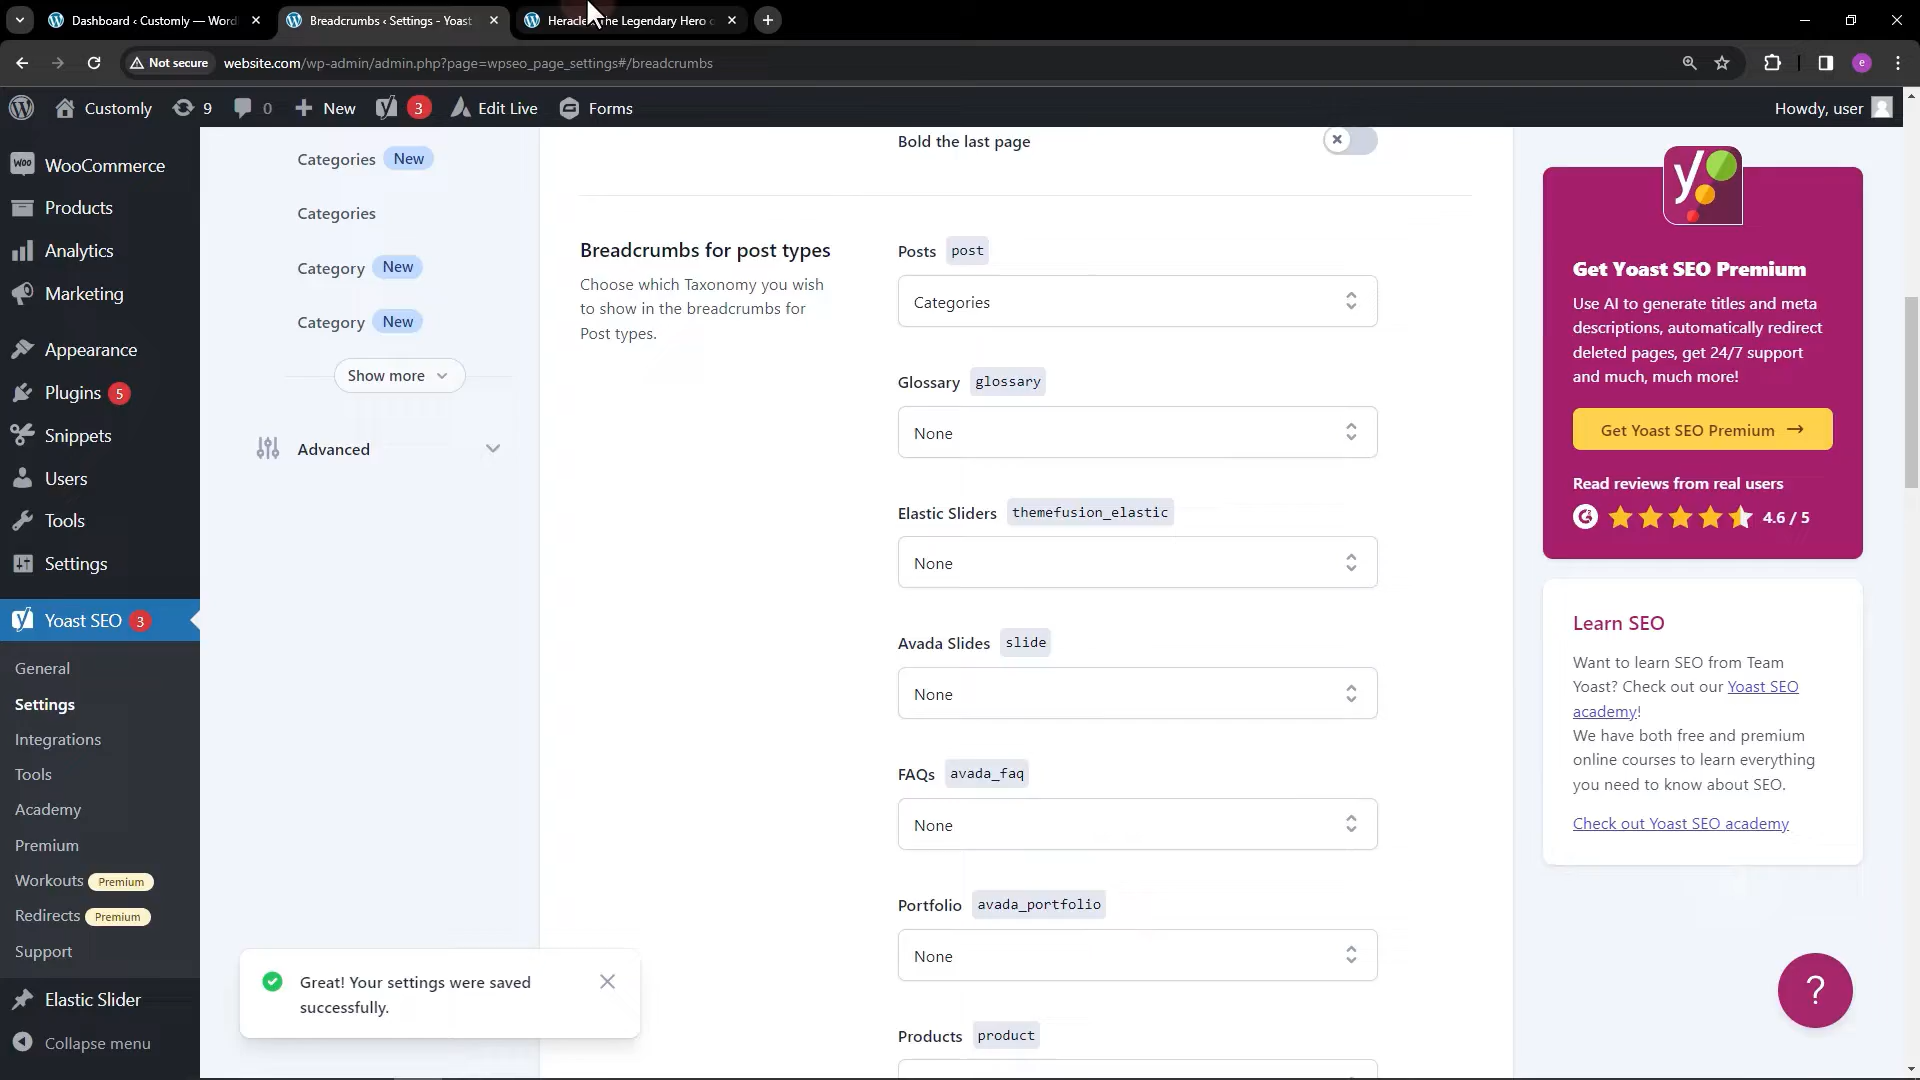 Dashboard ‹ Customly — Word
Breadcrumbs ‹ Settings - Yoast
The Legendary Hero
Not secure
website.com/wp-admin/admin.php?page=wpseo_page_settings#/breadcrumbs
e
Customly
9
0
New
3
Edit Live
Forms
Howdy, user
WooCommerce
Products
Analytics
Marketing
Appearance
Plugins 5
Snippets
Users
Tools
Settings
Yoast SEO 3
General
Settings
Integrations
Tools
Academy
Premium
Workouts Premium
Redirects Premium
Support
Elastic Slider
Collapse menu
Categories New
Categories
Category New
Category New
Show more
Advanced
Great! Your settings were saved
successfully.
Bold the last page
Breadcrumbs for post types
Choose which Taxonomy you wish
to show in the breadcrumbs for
Post types.
Posts post
Categories
Glossary glossary
None
Elastic Sliders themefusion_elastic
None
Avada Slides slide
None
FAQs avada_faq
None
Portfolio avada_portfolio
None
Products product
Get Yoast SEO Premium
Use AI to generate titles and meta
descriptions, automatically redirect
deleted pages, get 24/7 support
and much, much more!
Get Yoast SEO Premium →
Read reviews from real users
4.6 / 5
Learn SEO
Want to learn SEO from Team
Yoast? Check out our Yoast SEO
academy!
We have both free and premium
online courses to learn everything
you need to know about SEO.
Check out Yoast SEO academy
?